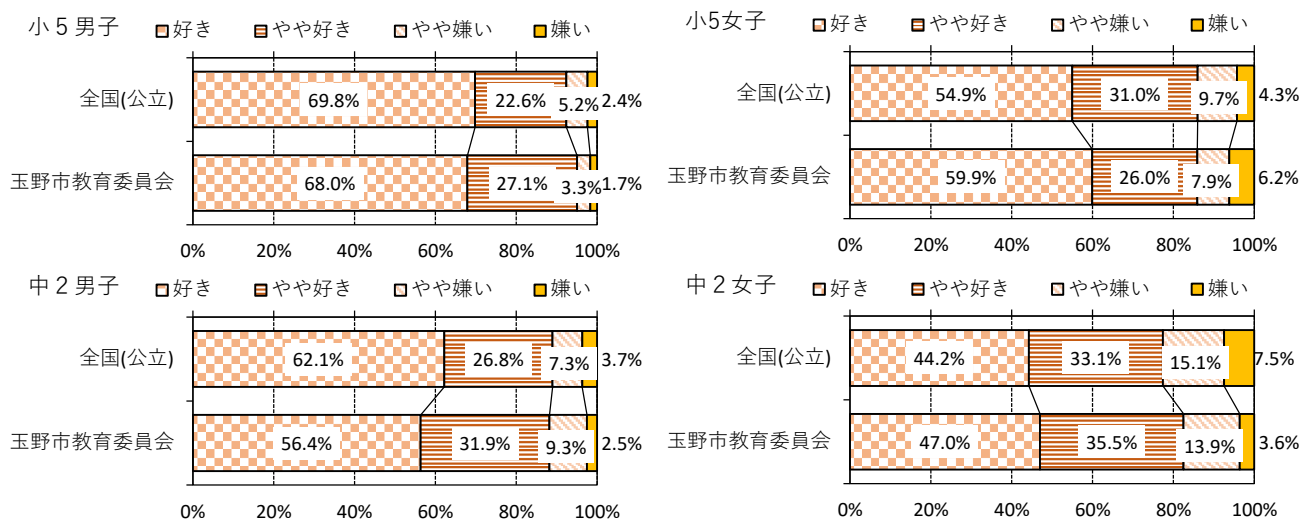 小５男子 好き やや好き やや嫌い 嫌い
全国(公立) 69.8% 22.6% 5.2% 2.4%
玉野市教育委員会 68.0% 27.1% 3.3% 1.7%
0% 20% 40% 60% 80% 100%
小5女子 好き やや好き やや嫌い 嫌い
全国(公立) 54.9% 31.0% 9.7% 4.3%
玉野市教育委員会 59.9% 26.0% 7.9% 6.2%
0% 20% 40% 60% 80% 100%
中２男子 好き やや好き やや嫌い 嫌い
全国(公立) 62.1% 26.8% 7.3% 3.7%
玉野市教育委員会 56.4% 31.9% 9.3% 2.5%
0% 20% 40% 60% 80% 100%
中２女子 好き やや好き やや嫌い 嫌い
全国(公立) 44.2% 33.1% 15.1% 7.5%
玉野市教育委員会 47.0% 35.5% 13.9% 3.6%
0% 20% 40% 60% 80% 100%